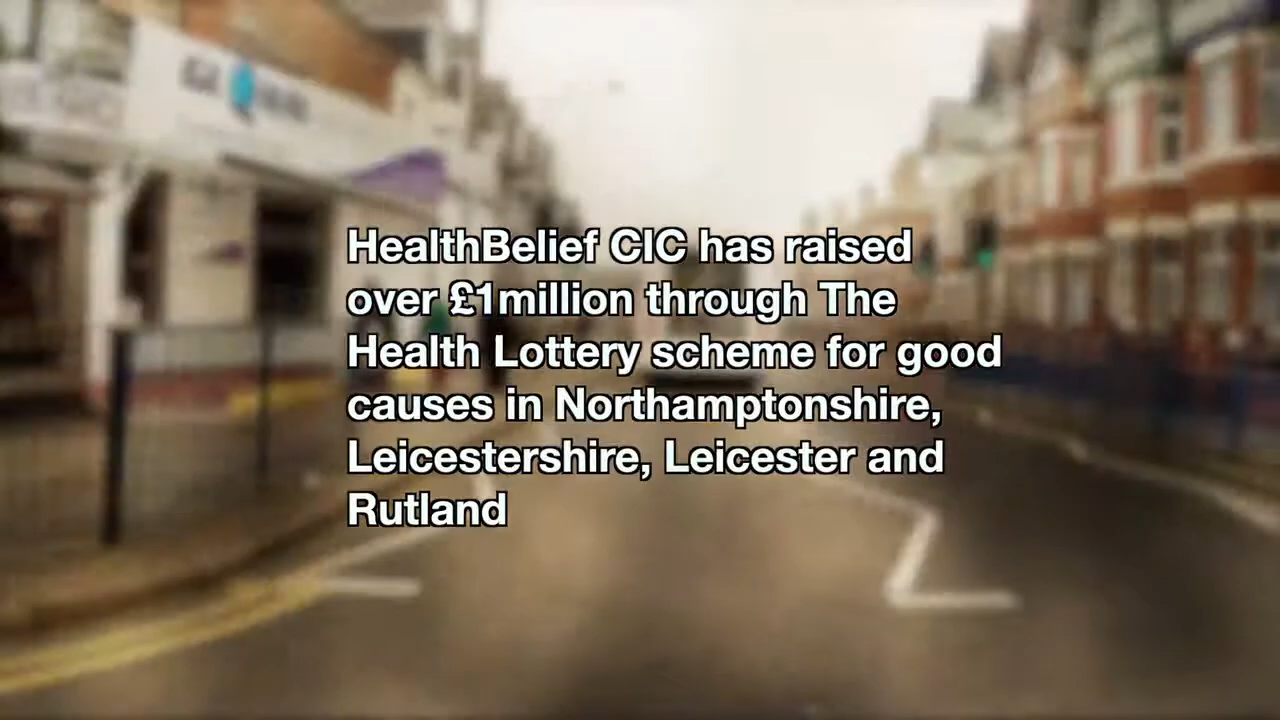 HealthBelief CIC has raised
over £1million through The
Health Lottery scheme for good
causes in Northamptonshire,
Leicestershire, Leicester and
Rutland